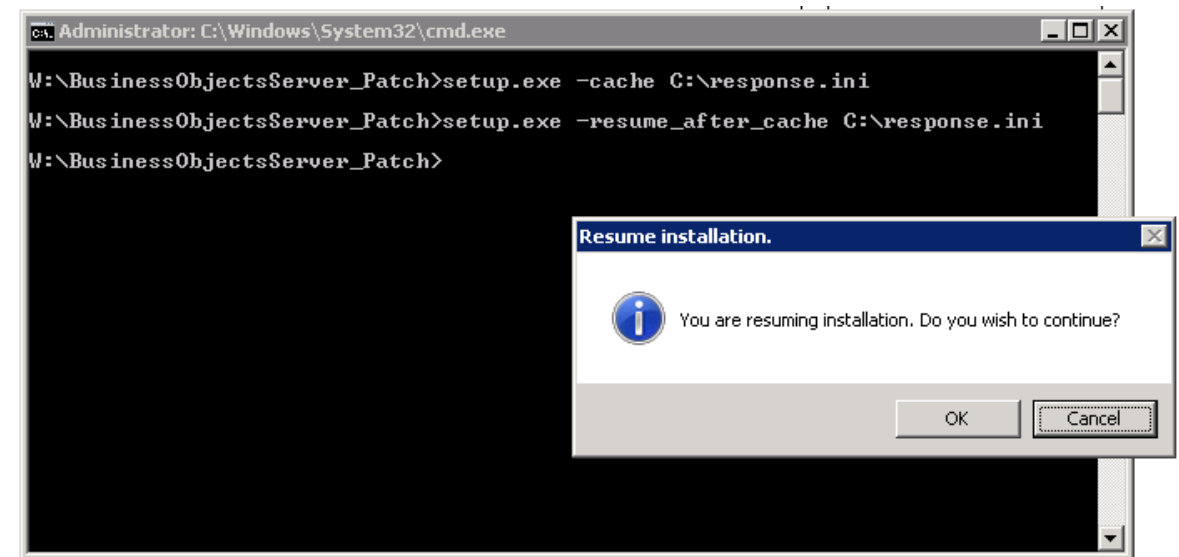 Administrator: C:\Windows\System32\cmd.exe
W:\BusinessObjectsServer_Patch>setup.exe -cache C:\response.ini
W:\BusinessObjectsServer_Patch>setup.exe -resume_after_cache C:\response.ini
W:\BusinessObjectsServer_Patch>
Resume installation.
You are resuming installation. Do you wish to continue?
OK
Cancel